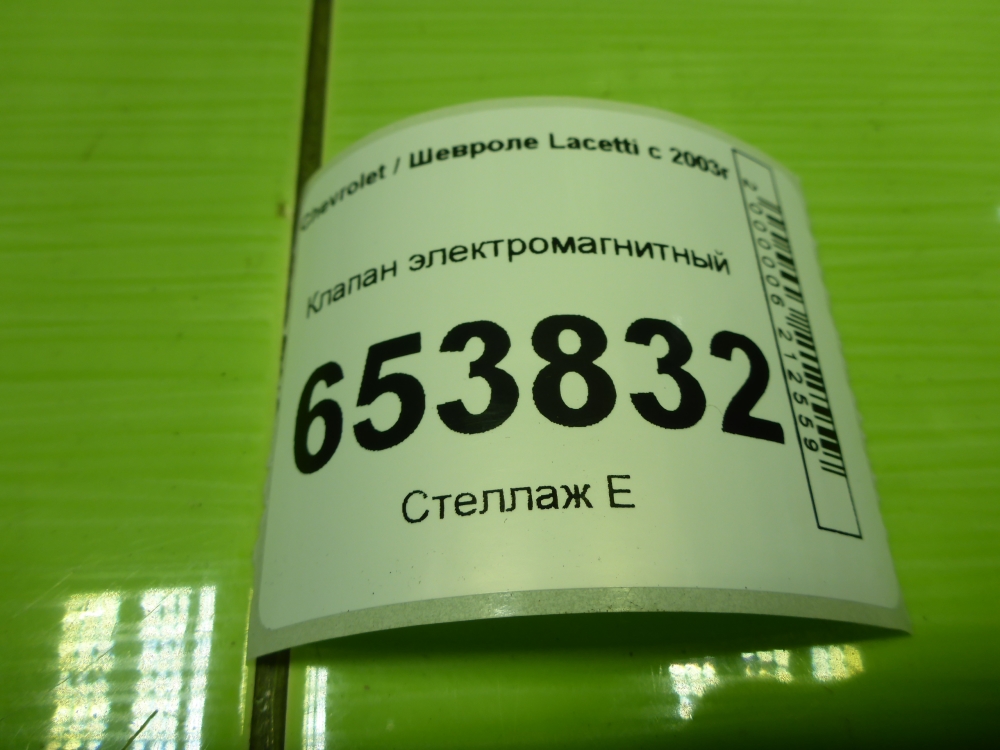 Chevrolet / Шевроле Lacetti с 2003г
Клапан электромагнитный
653832
Стеллаж Е
2000006212559